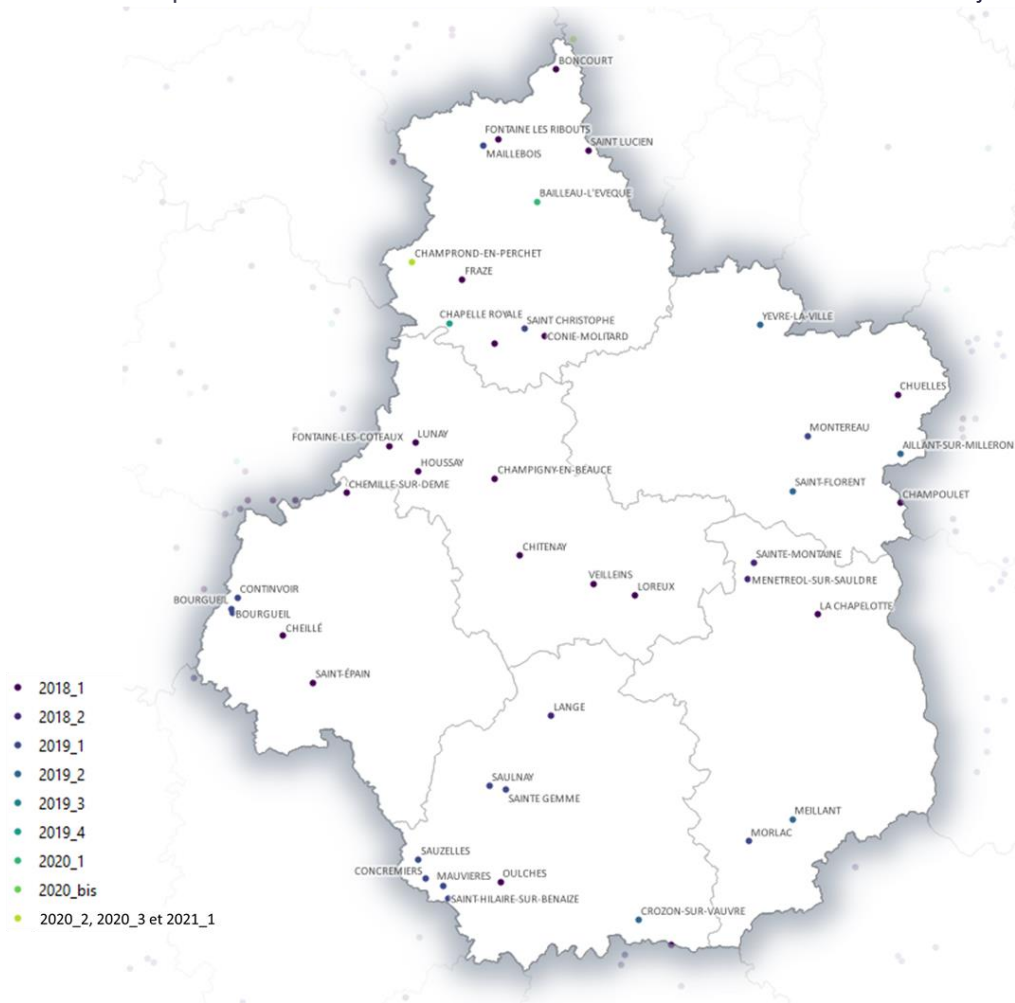 BONCOURT
FONTAINE LES RIBOUTS
SAINT LUCIEN
MAILLEBOIS
BAILLEAU-L'EVEQUE
CHAMPROND-EN-PERCHET
FRAZE
CHAPELLE ROYALE
SAINT CHRISTOPHE
YEVRE-LA-VILLE
CONIE-MOLITARD
CHUELLES
MONTEREAU
FONTAINE-LES-COTEAUX
LUNAY
AILLANT-SUR-MILLERON
HOUSSAY
CHAMPIGNY-EN-BEAUCE
CHEMILLE-SUR-DEME
SAINT-FLORENT
CHAMPOULET
CHITENAY
SAINTE-MONTAINE
VEILLEINS
MENETREOL-SUR-SAULDRE
CONTINVOIR
LOREUX
BOURGUEIL
LA CHAPELOTTE
BOURGUEIL
CHEILLÉ
SAINT-ÉPAIN
2018_1
LANGE
2018_2
2019_1
2019_2
SAULNAY
SAINTE GEMME
2019_3
MEILLANT
2019_4
MORLAC
SAUZELLES
2020_1
CONCREMIERS
MAUVIERES
OULCHES
2020_bis
SAINT-HILAIRE-SUR-BENAIZE
CROZON-SUR-VAUVRE
2020_2, 2020_3 et 2021_1